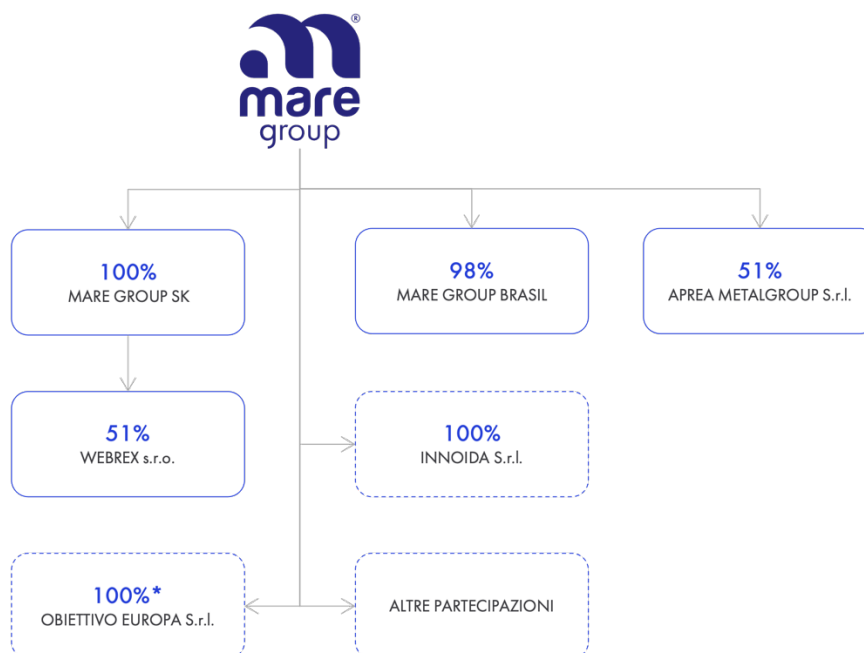 mare
group
®
100%
MARE GROUP SK
98%
MARE GROUP BRASIL
51%
APREA METALGROUP S.r.l.
51%
WEBREX s.r.o.
100%
INNOIDA S.r.l.
100%*
OBIETTIVO EUROPA S.r.l.
ALTRE PARTECIPAZIONI